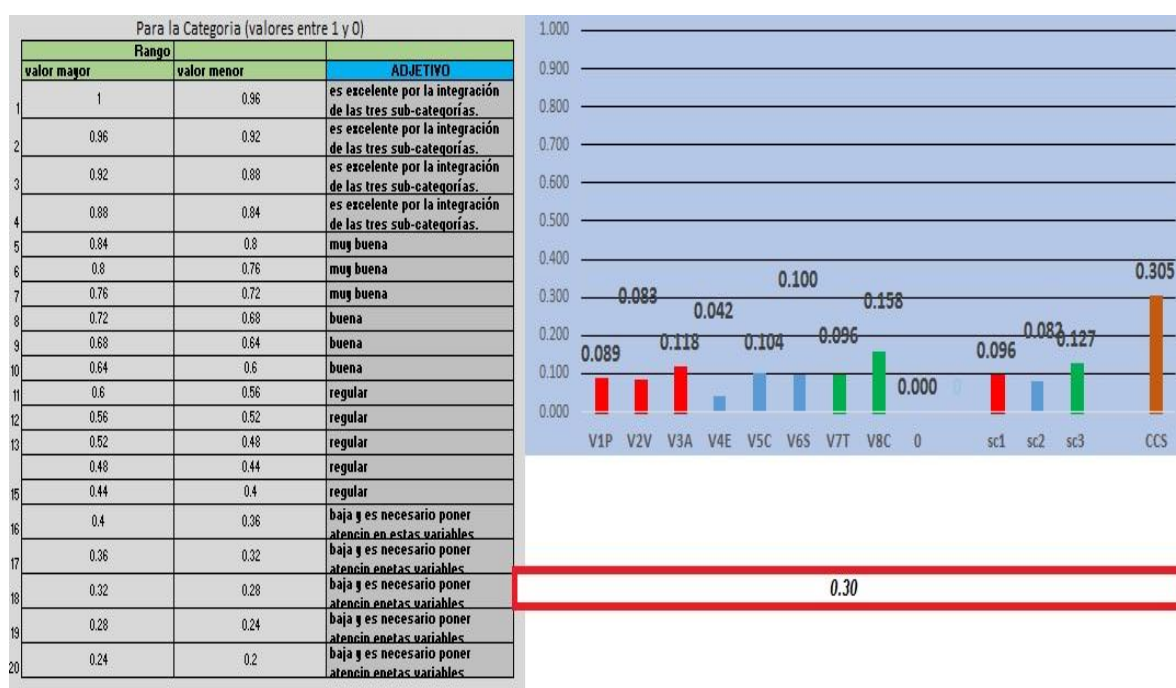 Para la Categoria (valores entre 1 y 0)
Rango
valor mayor valor menor ADJETIVO
1 1 0.96 es excelente por la integración
de las tres sub-categorías.
2 0.96 0.92 es excelente por la integración
de las tres sub-categorías.
3 0.92 0.88 es excelente por la integración
de las tres sub-categorías.
4 0.88 0.84 es excelente por la integración
de las tres sub-categorías.
5 0.84 0.8 muy buena
6 0.8 0.76 muy buena
7 0.76 0.72 muy buena
8 0.72 0.68 buena
9 0.68 0.64 buena
10 0.64 0.6 buena
11 0.6 0.56 regular
12 0.56 0.52 regular
13 0.52 0.48 regular
0.48 0.44 regular
15 0.44 0.4 regular
16 0.4 0.36 baja y es necesario poner
atencin en estas variables
17 0.36 0.32 baja y es necesario poner
atencin enetas variables
18 0.32 0.28 baja y es necesario poner
atencin enetas variables
19 0.28 0.24 baja y es necesario poner
atencin enetas variables
20 0.24 0.2 baja y es necesario poner
atencin enetas variables
1.000
0.900
0.800
0.700
0.600
0.500
0.400
0.300
0.200
0.100
0.000
0.089
0.083
0.118
0.042
0.104
0.100
0.096
0.158
0.000
0
0.096
0.082
0.127
0.305
V1P V2V V3A V4E V5C V6S V7T V8C 0 sc1 sc2 sc3 CCS
0.30